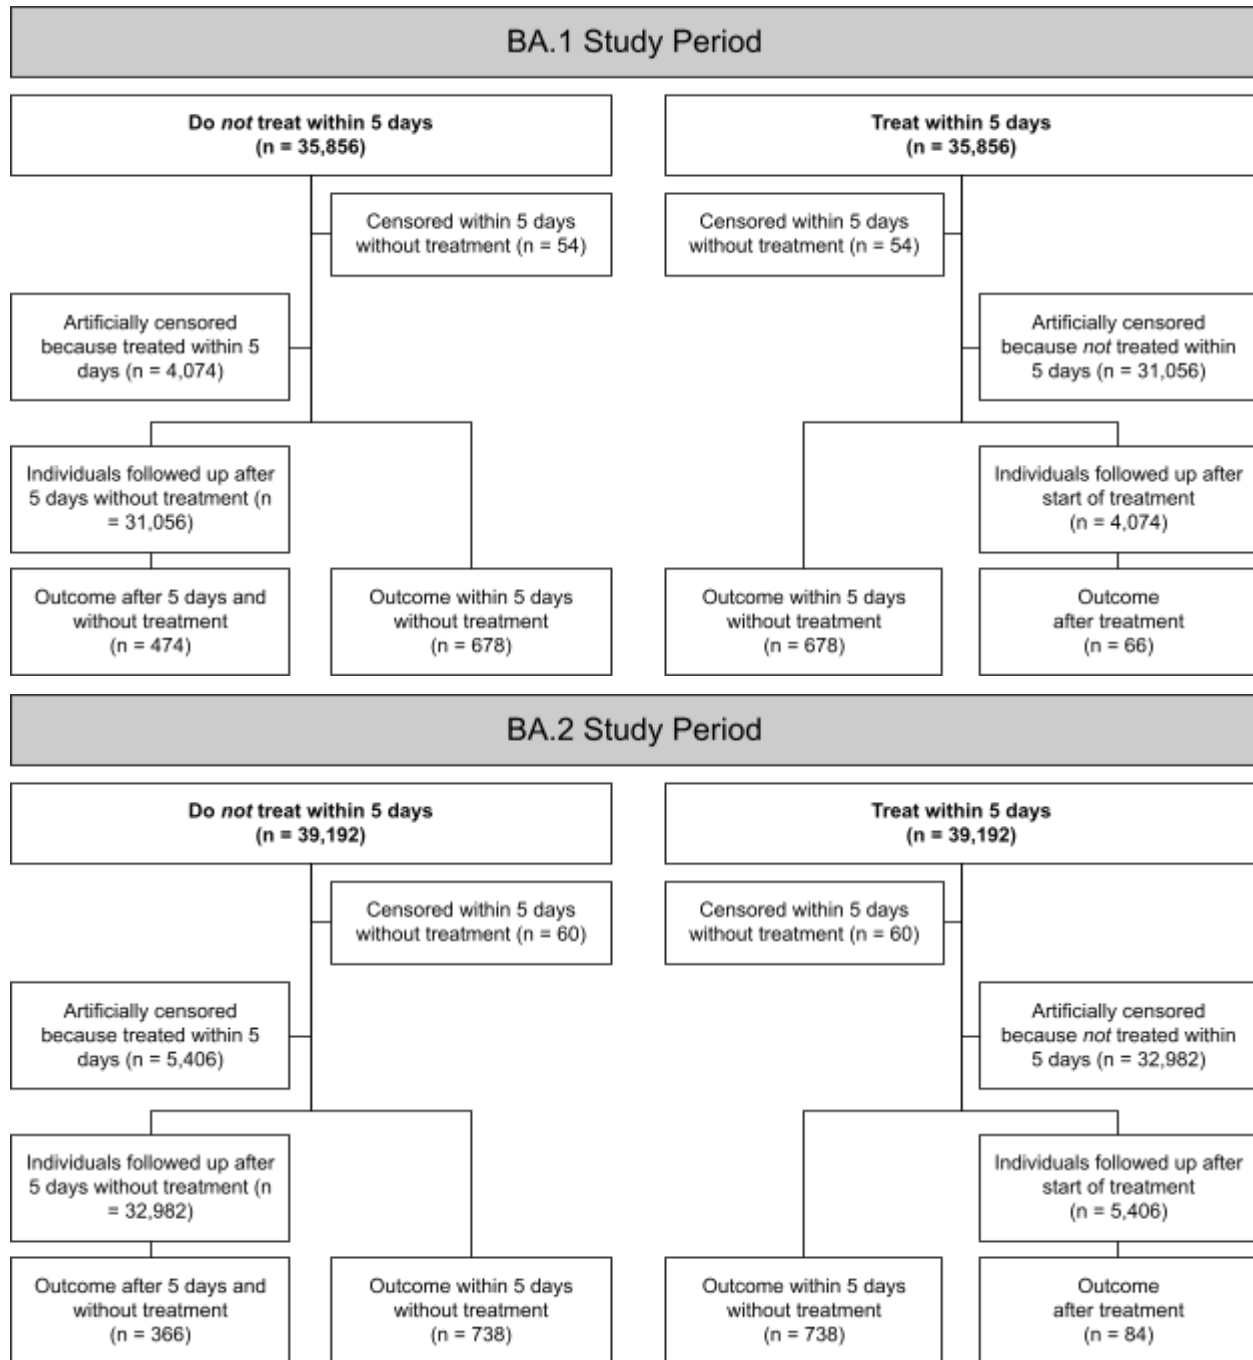 BA.1 Study Period
Do not treat within 5 days
(n = 35,856)
Treat within 5 days
(n = 35,856)
Censored within 5 days
without treatment (n = 54)
Censored within 5 days
without treatment (n = 54)
Artificially censored
because treated within 5
days (n = 4,074)
Artificially censored
because not treated within
5 days (n = 31,056)
Individuals followed up after
5 days without treatment (n
= 31,056)
Individuals followed up after
start of treatment
(n = 4,074)
Outcome after 5 days and
without treatment
(n = 474)
Outcome within 5 days
without treatment
(n = 678)
Outcome within 5 days
without treatment
(n = 678)
Outcome
after treatment
(n = 66)
BA.2 Study Period
Do not treat within 5 days
(n = 39,192)
Treat within 5 days
(n = 39,192)
Censored within 5 days
without treatment (n = 60)
Censored within 5 days
without treatment (n = 60)
Artificially censored
because treated within 5
days (n = 5,406)
Artificially censored
because not treated within
5 days (n = 32,982)
Individuals followed up after
5 days without treatment (n
= 32,982)
Individuals followed up after
start of treatment
(n = 5,406)
Outcome after 5 days and
without treatment
(n = 366)
Outcome within 5 days
without treatment
(n = 738)
Outcome within 5 days
without treatment
(n = 738)
Outcome
after treatment
(n = 84)